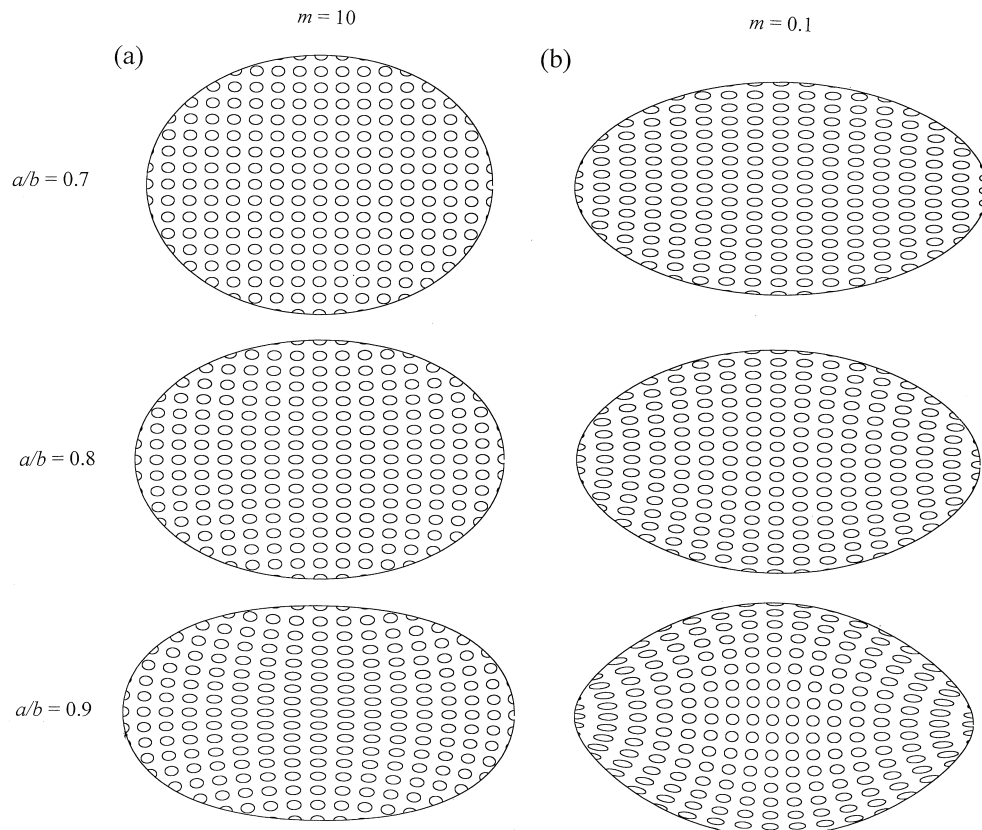 m = 10
m = 0.1
(a)
(b)
a/b = 0.7
a/b = 0.8
a/b = 0.9